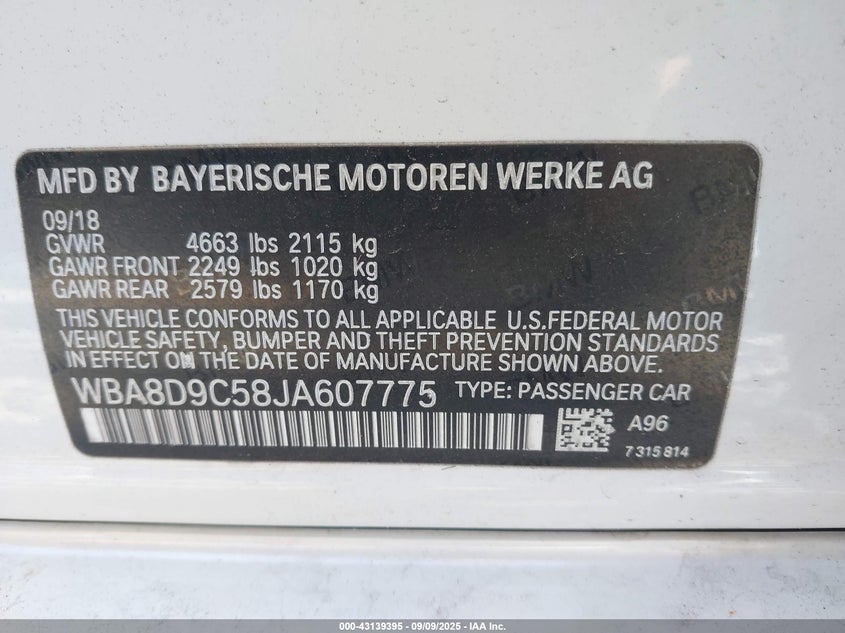 MFD BY BAYERISCHE MOTOREN WERKE AG
09/18
GVWR 4663 lbs 2115 kg
GAWR FRONT 2249 lbs 1020 kg
GAWR REAR 2579 lbs 1170 kg
THIS VEHICLE CONFORMS TO ALL APPLICABLE U.S.FEDERAL MOTOR
VEHICLE SAFETY, BUMPER AND THEFT PREVENTION STANDARDS
IN EFFECT ON THE DATE OF MANUFACTURE SHOWN ABOVE.
WBA8D9C58JA607775 TYPE: PASSENGER CAR
A96
7 315 814
000-43139395 - 09/09/2025 - IAA Inc.